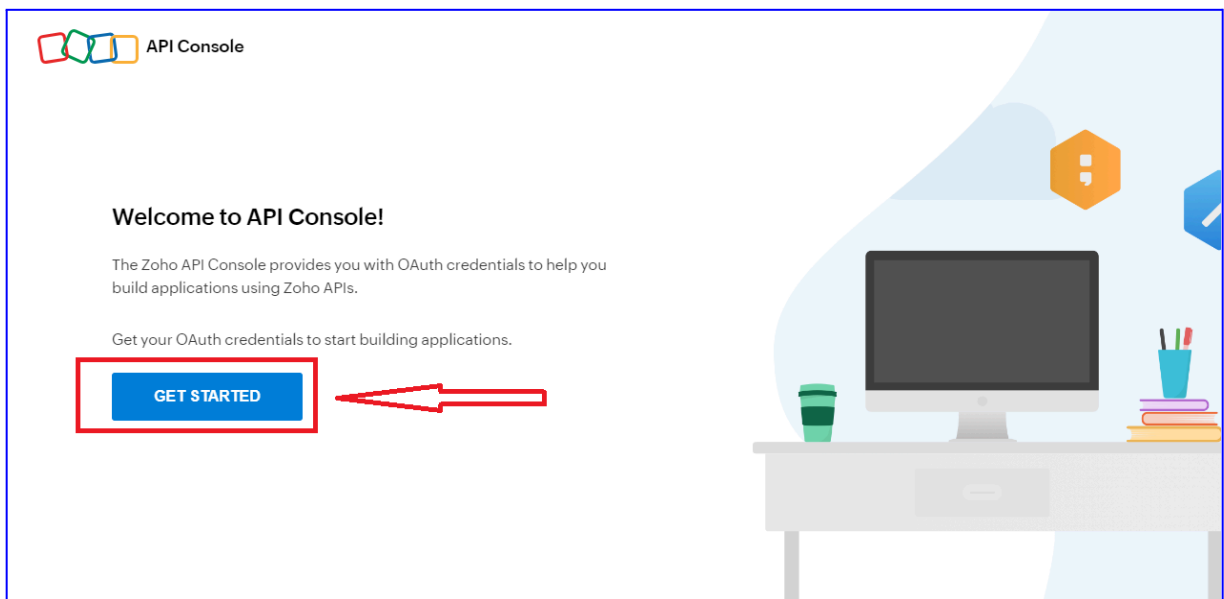 API Console
Welcome to API Console!
The Zoho API Console provides you with OAuth credentials to help you
build applications using Zoho APIs.
Get your OAuth credentials to start building applications.
GET STARTED